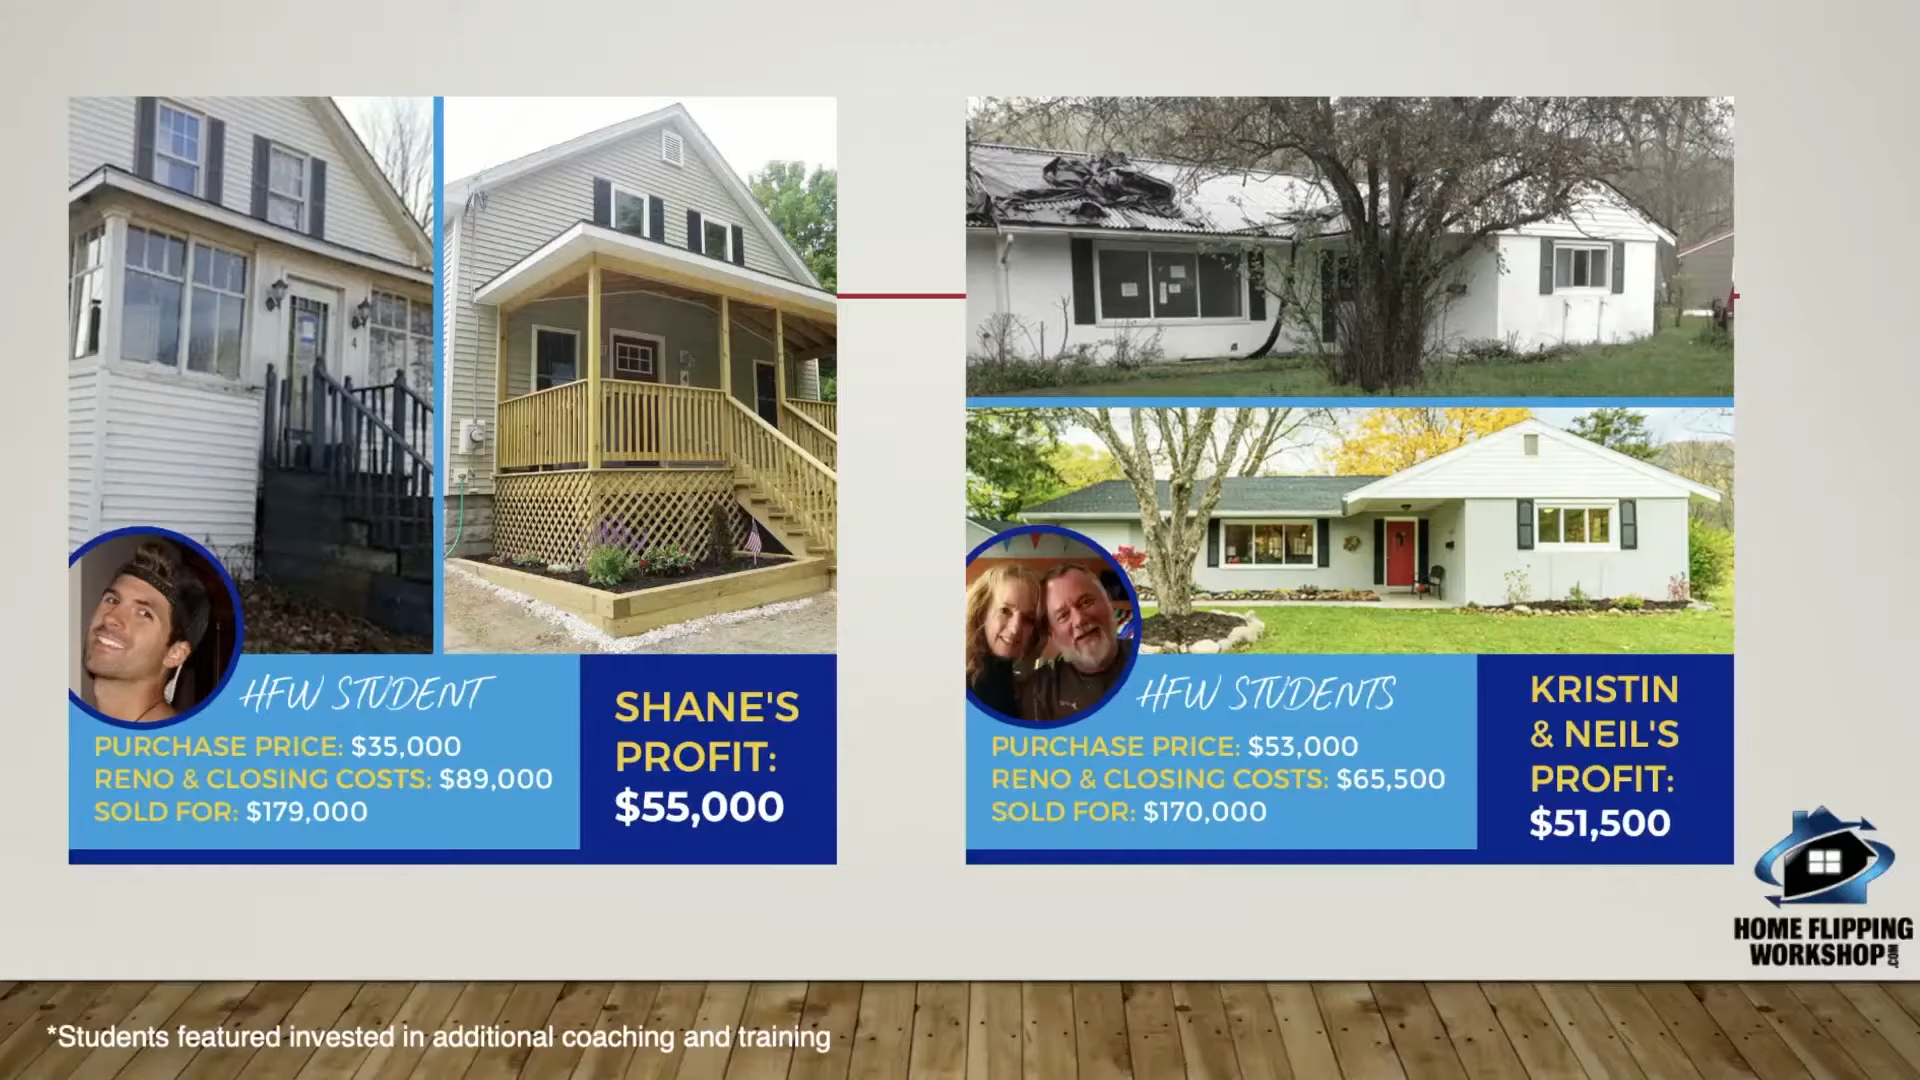 HFW STUDENT
PURCHASE PRICE: $35,000
RENO & CLOSING COSTS: $89,000
SOLD FOR: $179,000
SHANE'S
PROFIT:
$55,000
HFW STUDENTS
PURCHASE PRICE: $53,000
RENO & CLOSING COSTS: $65,500
SOLD FOR: $170,000
KRISTIN
& NEIL'S
PROFIT:
$51,500
HOME FLIPPING
WORKSHOP.COM
*Students featured invested in additional coaching and training